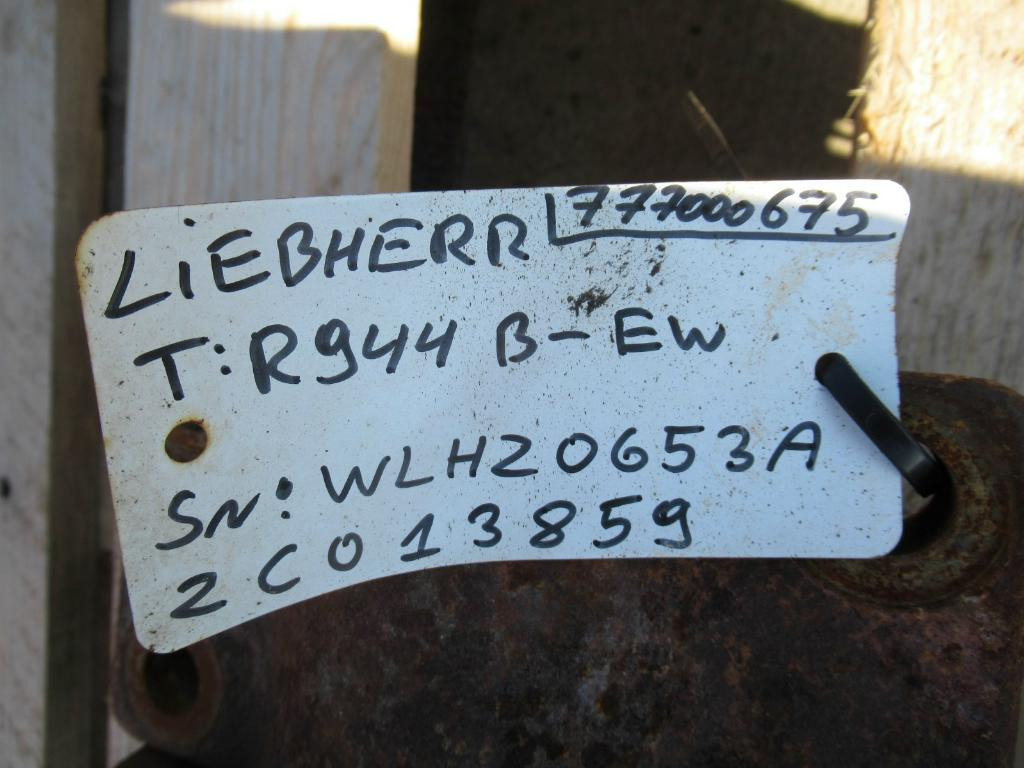 LiEBHERR 777000675
T:R944 B-EW
SN:WLHZ0653A
2C013859